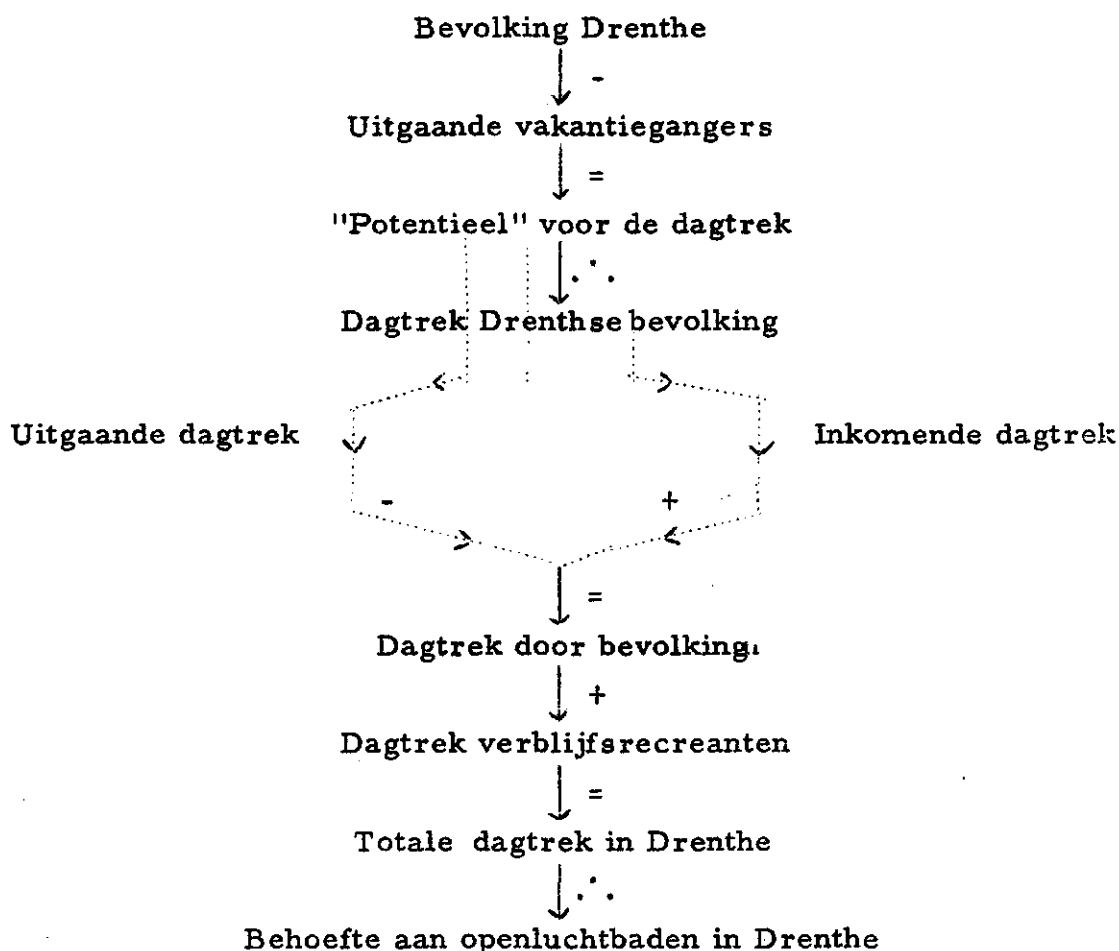 Bevolking Drenthe
-
Uitgaande vakantiegangers
=
"Potentieel" voor de dagtrek
∴
Dagtrek Drenthse bevolking
Uitgaande dagtrek Inkomende dagtrek
- +
=
Dagtrek door bevolking
+
Dagtrek verblijfsrecreanten
=
Totale dagtrek in Drenthe
∴
Behoefte aan openluchtbaden in Drenthe